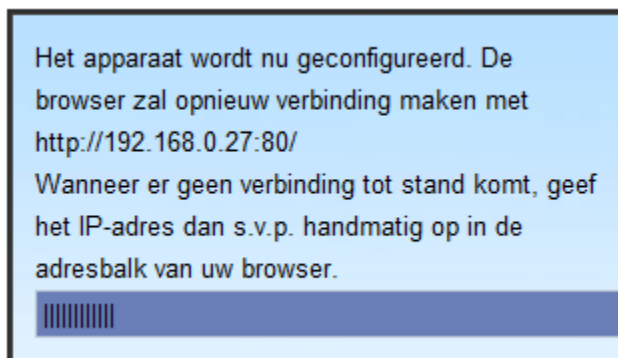 Het apparaat wordt nu geconfigureerd. De
browser zal opnieuw verbinding maken met
http://192.168.0.27:80/
Wanneer er geen verbinding tot stand komt, geef
het IP-adres dan s.v.p. handmatig op in de
adresbalk van uw browser.
||||||||||||